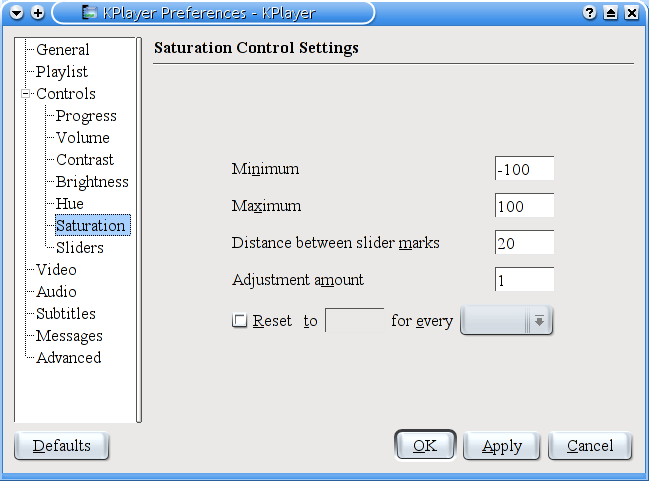 KPlayer Preferences - KPlayer
General
Playlist
Controls
Progress
Volume
Contrast
Brightness
Hue
Saturation
Sliders
Video
Audio
Subtitles
Messages
Advanced
Saturation Control Settings
Minimum -100
Maximum 100
Distance between slider marks 20
Adjustment amount 1
Reset to for every
Defaults OK Apply Cancel